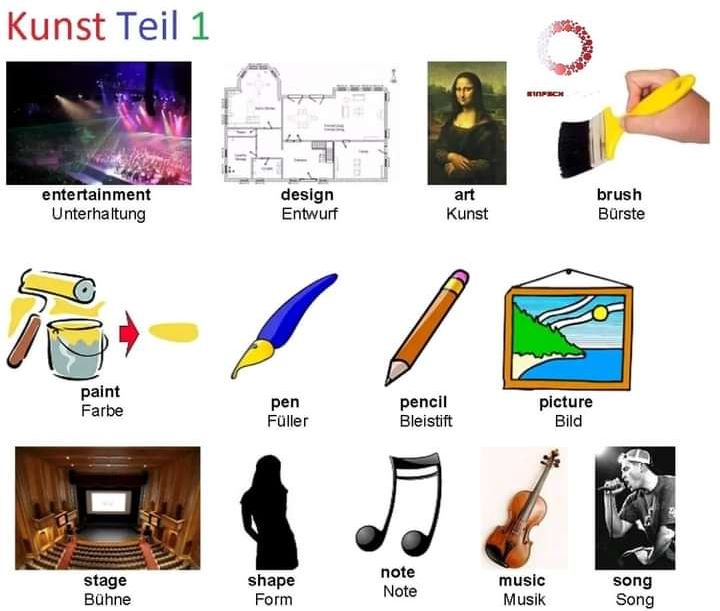 Kunst Teil 1
EINFACH
entertainment
Unterhaltung
design
Entwurf
art
Kunst
brush
Bürste
paint
Farbe
pen
Füller
pencil
Bleistift
picture
Bild
stage
Bühne
shape
Form
note
Note
music
Musik
song
Song